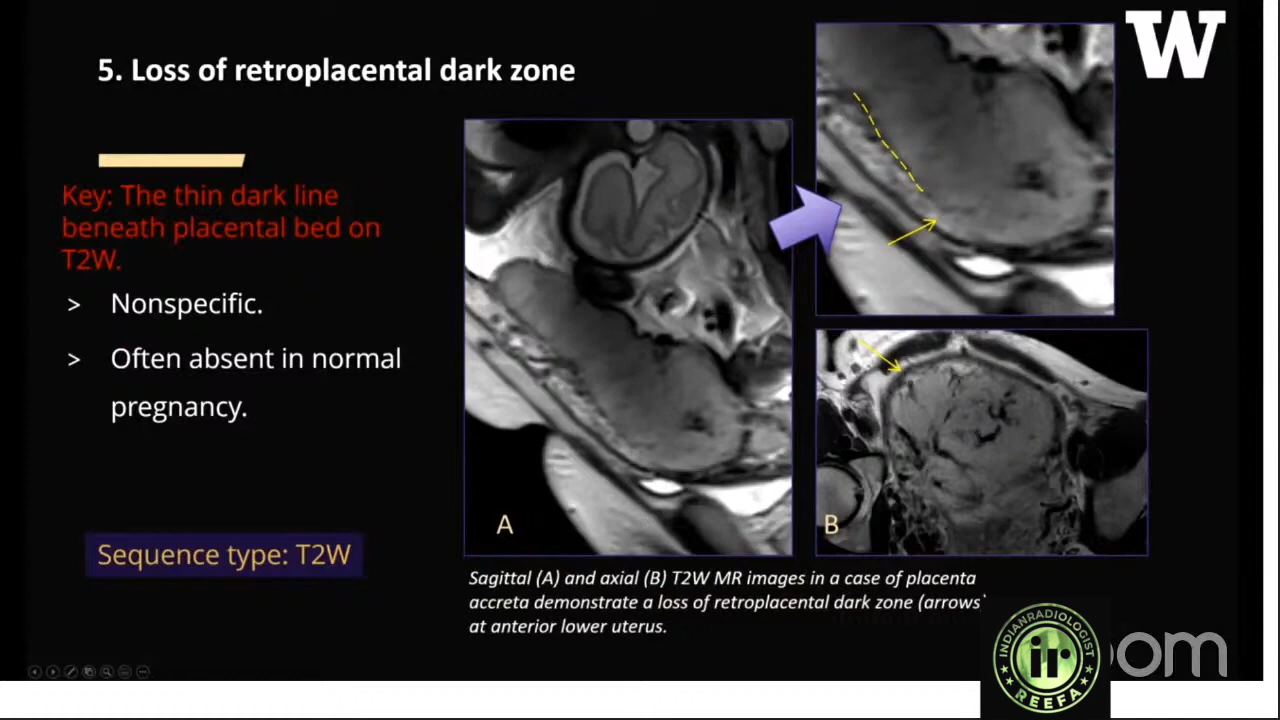 5. Loss of retroplacental dark zone
W
Key: The thin dark line
beneath placental bed on
T2W.
> Nonspecific.
> Often absent in normal
pregnancy.
Sequence type: T2W
A
B
Sagittal (A) and axial (B) T2W MR images in a case of placenta
accreta demonstrate a loss of retroplacental dark zone (arrows)
at anterior lower uterus.
INDIANRADIOLOGIST
ir
REEFA
oom